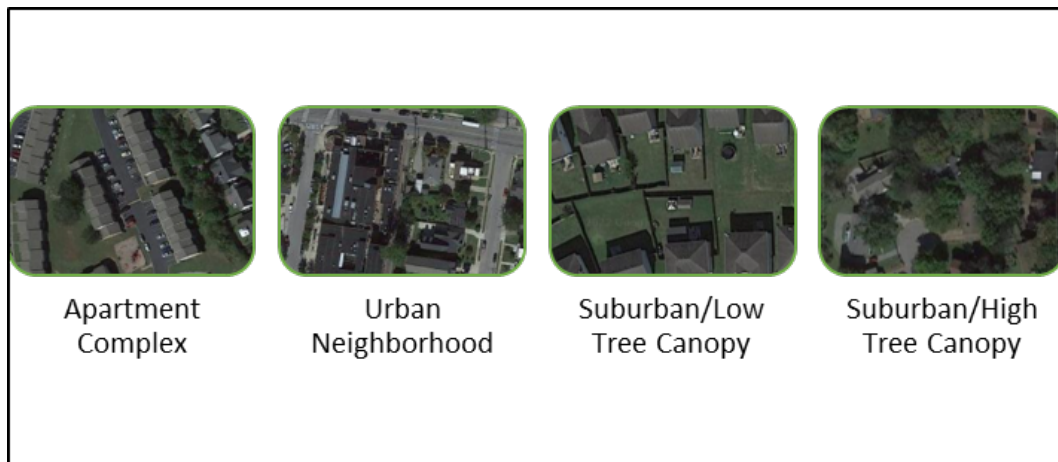 Apartment
Complex
Urban
Neighborhood
Suburban/Low
Tree Canopy
Suburban/High
Tree Canopy